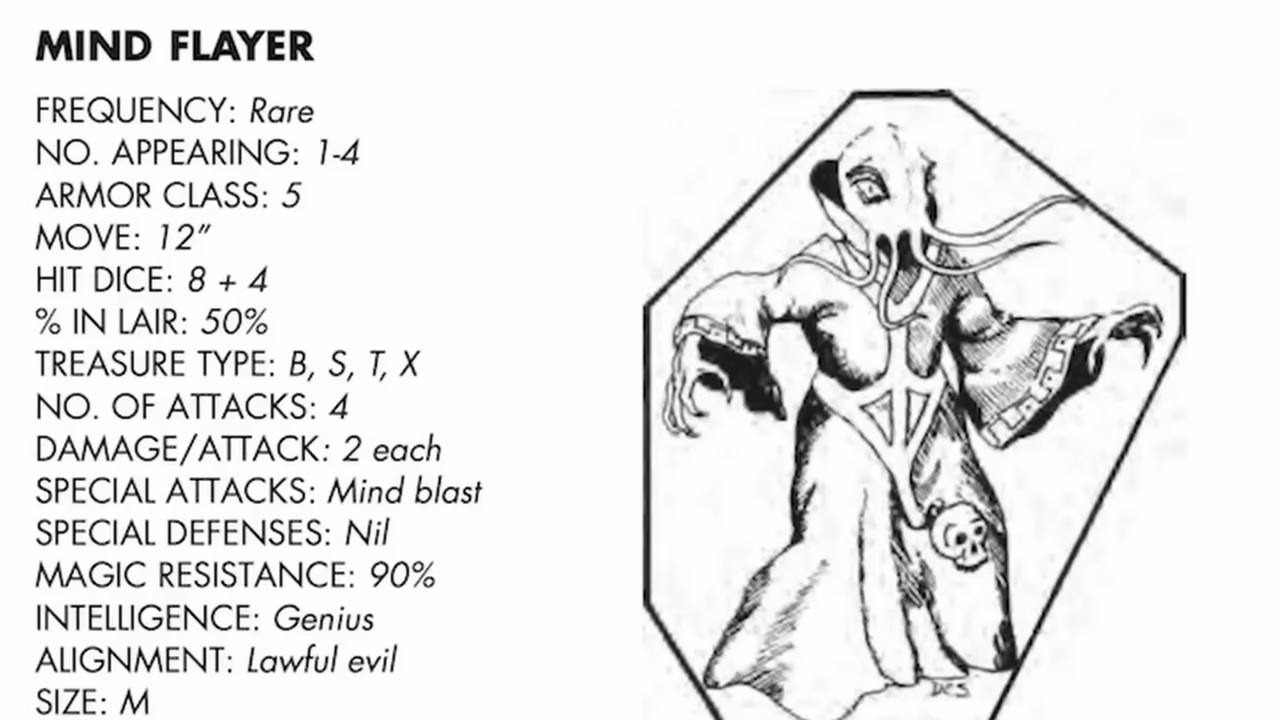 MIND FLAYER
FREQUENCY: Rare
NO. APPEARING: 1-4
ARMOR CLASS: 5
MOVE: 12″
HIT DICE: 8 + 4
% IN LAIR: 50%
TREASURE TYPE: B, S, T, X
NO. OF ATTACKS: 4
DAMAGE/ATTACK: 2 each
SPECIAL ATTACKS: Mind blast
SPECIAL DEFENSES: Nil
MAGIC RESISTANCE: 90%
INTELLIGENCE: Genius
ALIGNMENT: Lawful evil
SIZE: M
DCS